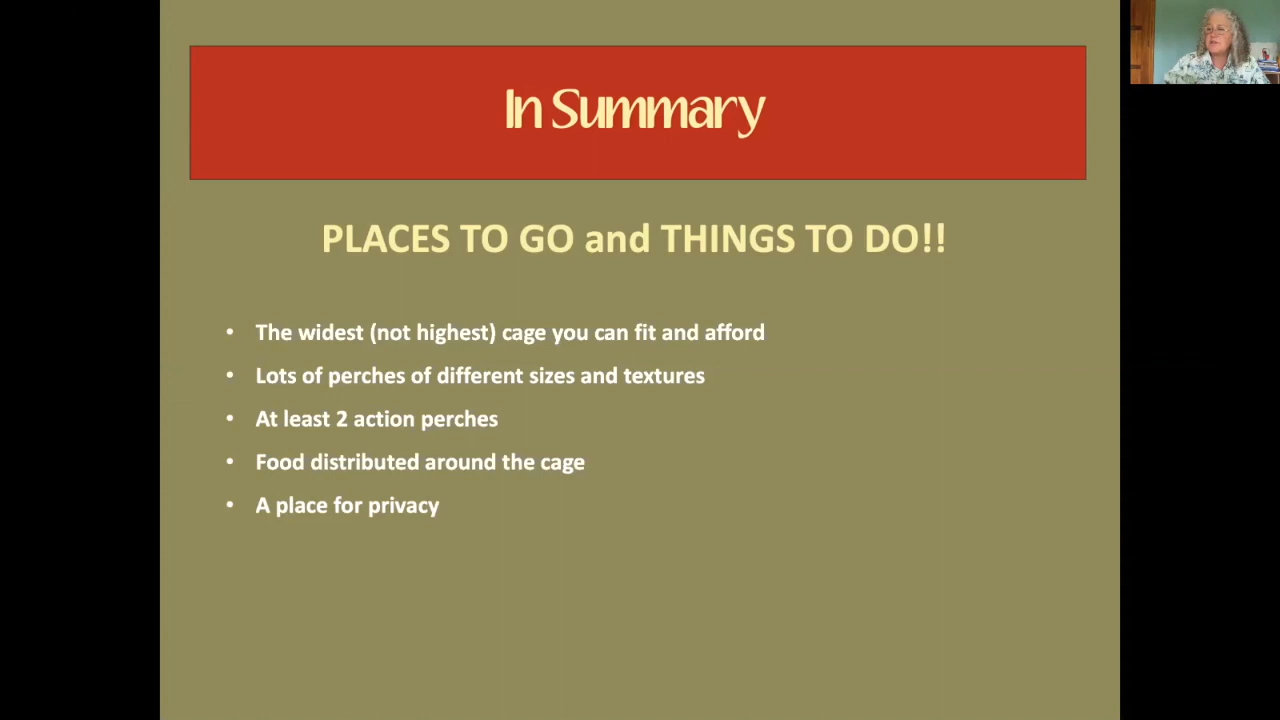 In Summary
PLACES TO GO and THINGS TO DO!!
• The widest (not highest) cage you can fit and afford
• Lots of perches of different sizes and textures
• At least 2 action perches
• Food distributed around the cage
• A place for privacy